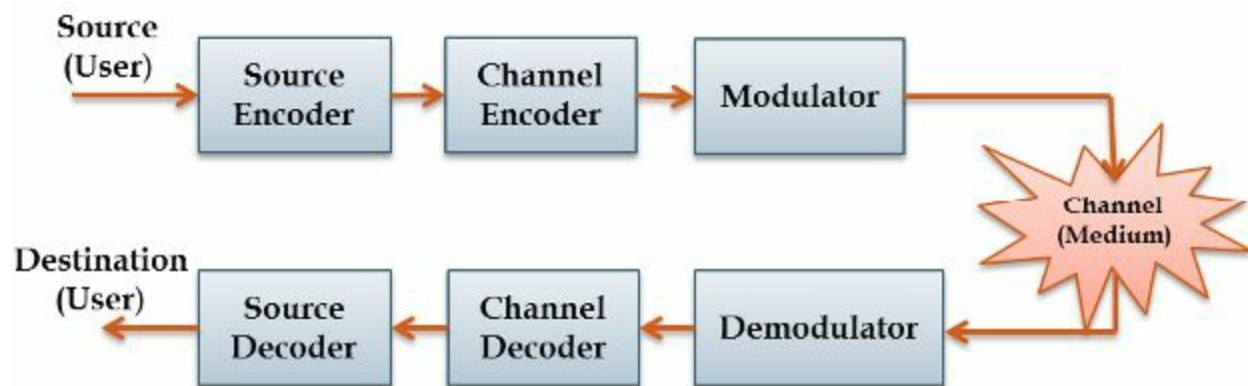 Source
(User)
Source
Encoder
Channel
Encoder
Modulator
Channel
(Medium)
Destination
(User)
Source
Decoder
Channel
Decoder
Demodulator